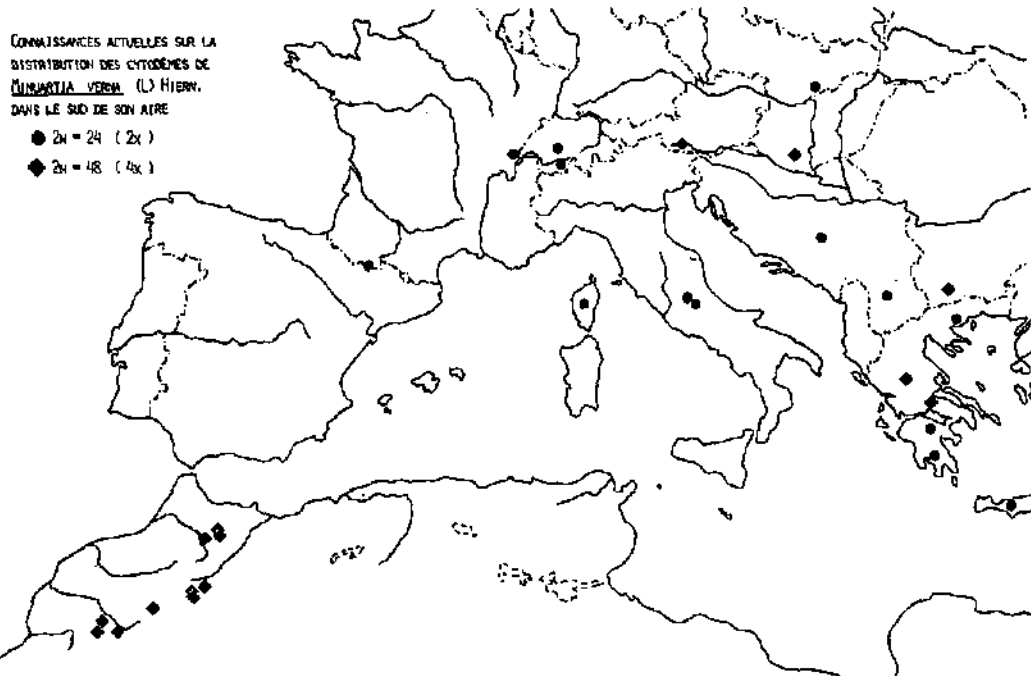 CONNAISSANCES ACTUELLES SUR LA
DISTRIBUTION DES CYTODÈMES DE
MINUARTIA VERNA (L) HIERN.
DANS LE SUD DE SON AIRE
2N = 24 ( 2x )
2N = 48 ( 4x )